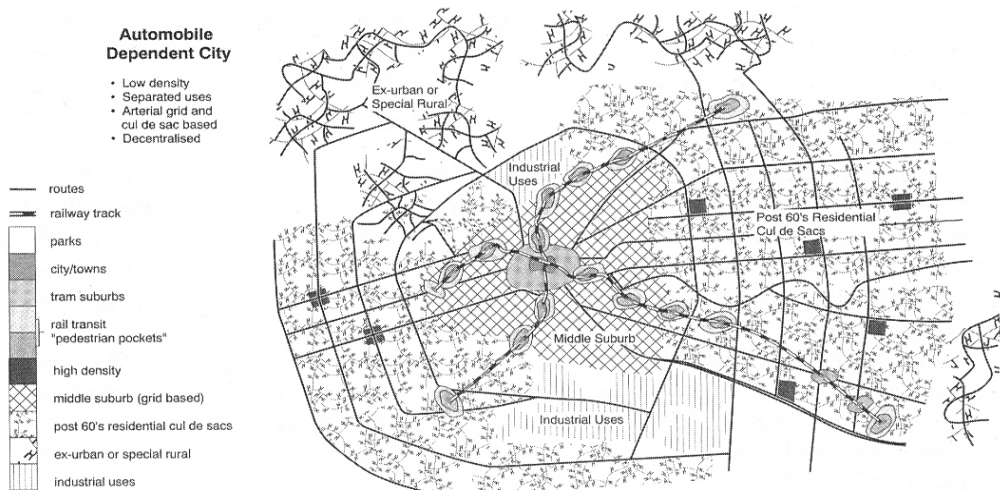 Automobile
Dependent City
• Low density
• Separated uses
• Arterial grid and
cul de sac based
• Decentralised
routes
railway track
parks
city/towns
tram suburbs
rail transit
"pedestrian pockets"
high density
middle suburb (grid based)
post 60's residential cul de sacs
ex-urban or special rural
industrial uses
Ex-urban or
Special Rural
Industrial
Uses
Post 60's Residential
Cul de Sacs
Middle Suburb
Industrial Uses